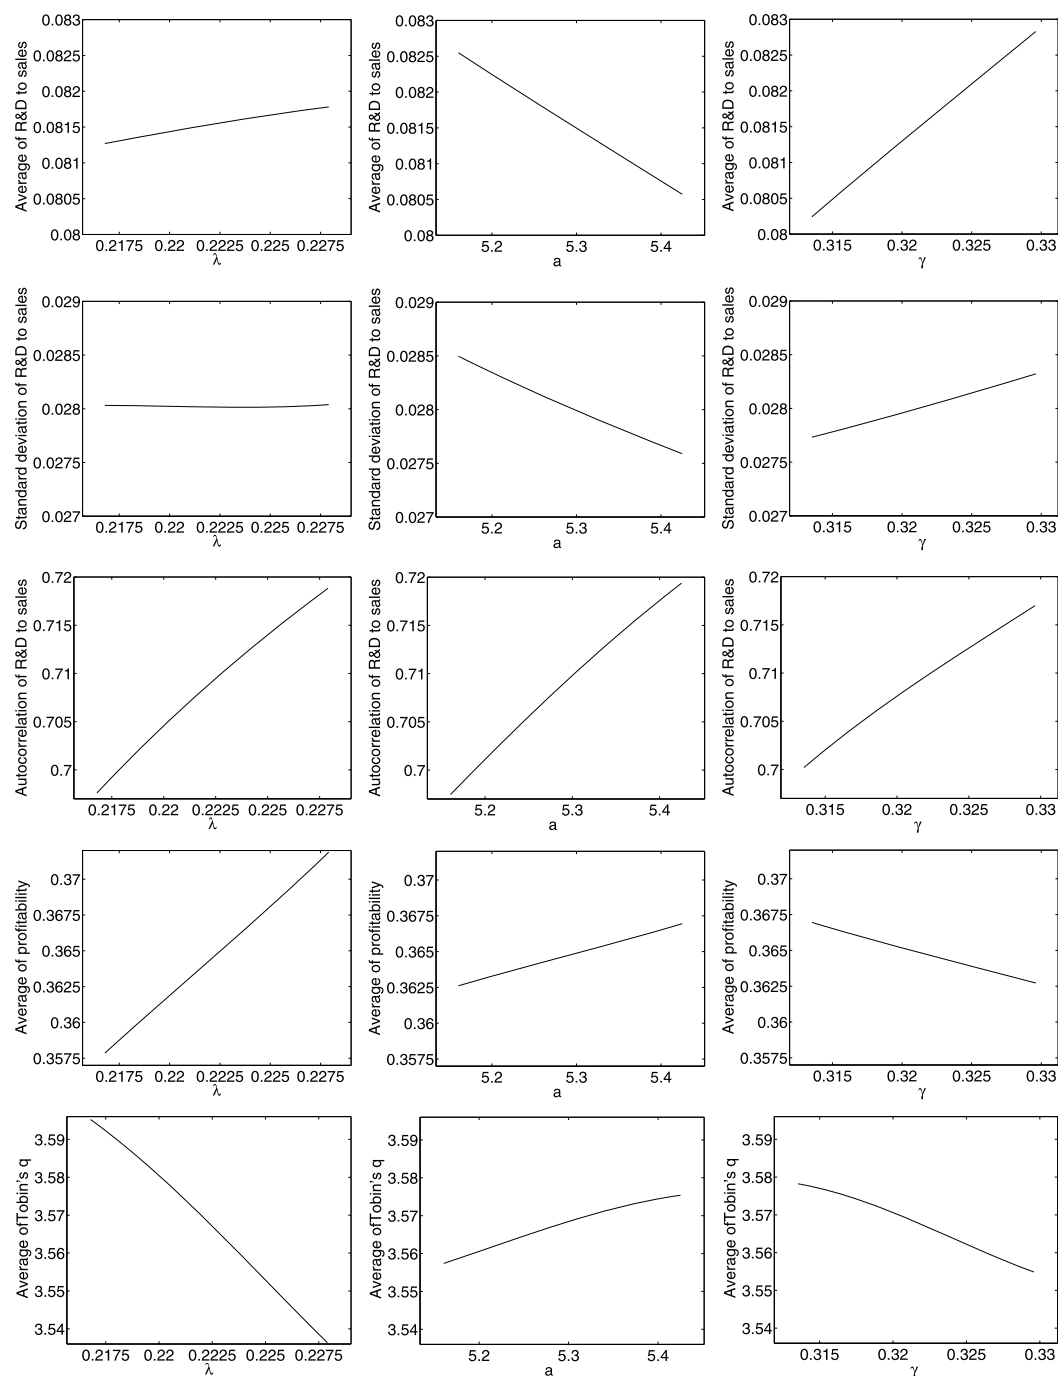 Average of R&D to sales
0.083
0.0825
0.082
0.0815
0.081
0.0805
0.08
0.2175 0.22 0.2225 0.225 0.2275
λ
Average of R&D to sales
0.083
0.0825
0.082
0.0815
0.081
0.0805
0.08
5.2 5.3 5.4
a
Average of R&D to sales
0.083
0.0825
0.082
0.0815
0.081
0.0805
0.08
0.315 0.32 0.325 0.33
γ
Standard deviation of R&D to sales
0.029
0.0285
0.028
0.0275
0.027
0.2175 0.22 0.2225 0.225 0.2275
λ
Standard deviation of R&D to sales
0.029
0.0285
0.028
0.0275
0.027
5.2 5.3 5.4
a
Standard deviation of R&D to sales
0.029
0.0285
0.028
0.0275
0.027
0.315 0.32 0.325 0.33
γ
Autocorrelation of R&D to sales
0.72
0.715
0.71
0.705
0.7
0.2175 0.22 0.2225 0.225 0.2275
λ
Autocorrelation of R&D to sales
0.72
0.715
0.71
0.705
0.7
5.2 5.3 5.4
a
Autocorrelation of R&D to sales
0.72
0.715
0.71
0.705
0.7
0.315 0.32 0.325 0.33
γ
Average of profitability
0.37
0.3675
0.365
0.3625
0.36
0.3575
0.2175 0.22 0.2225 0.225 0.2275
λ
Average of profitability
0.37
0.3675
0.365
0.3625
0.36
0.3575
5.2 5.3 5.4
a
Average of profitability
0.37
0.3675
0.365
0.3625
0.36
0.3575
0.315 0.32 0.325 0.33
γ
Average ofTobin's q
3.59
3.58
3.57
3.56
3.55
3.54
0.2175 0.22 0.2225 0.225 0.2275
λ
Average ofTobin's q
3.59
3.58
3.57
3.56
3.55
3.54
5.2 5.3 5.4
a
Average ofTobin's q
3.59
3.58
3.57
3.56
3.55
3.54
0.315 0.32 0.325 0.33
γ